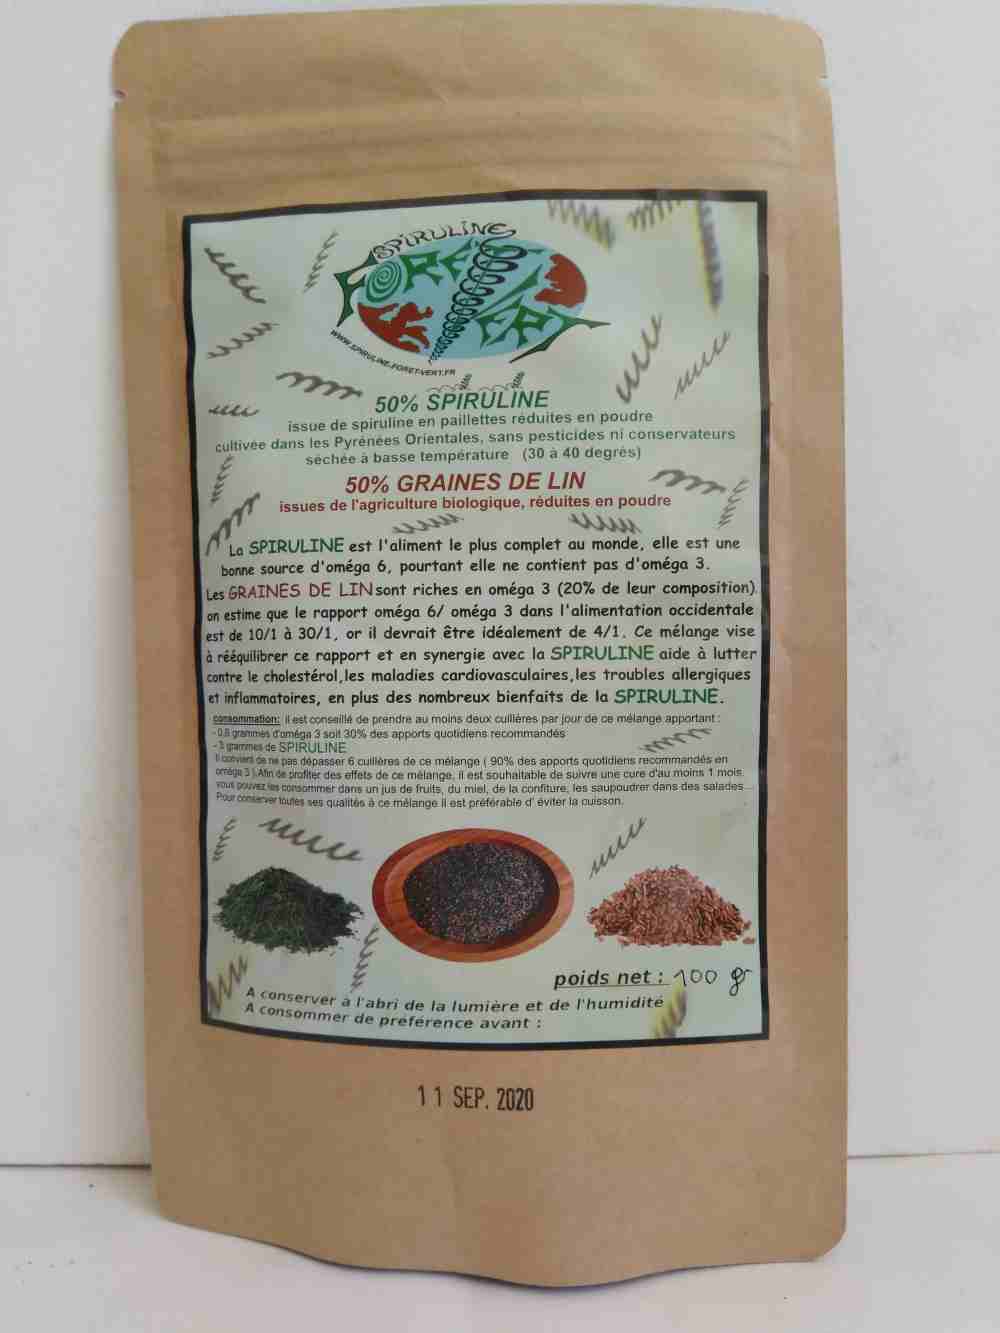 SPIRULINE
FORÊT
VERT
WWW.SPIRULINE-FORET-VERT.FR
50% SPIRULINE
issue de spiruline en paillettes réduites en poudre
cultivée dans les Pyrénées Orientales, sans pesticides ni conservateurs
séchée à basse température (30 à 40 degrés)
50% GRAINES DE LIN
issues de l'agriculture biologique, réduites en poudre
La SPIRULINE est l'aliment le plus complet au monde, elle est une
bonne source d'oméga 6, pourtant elle ne contient pas d'oméga 3.
Les GRAINES DE LIN sont riches en oméga 3 (20% de leur composition).
on estime que le rapport oméga 6/ oméga 3 dans l'alimentation occidentale
est de 10/1 à 30/1, or il devrait être idéalement de 4/1. Ce mélange vise
à rééquilibrer ce rapport et en synergie avec la SPIRULINE aide à lutter
contre le cholestérol,les maladies cardiovasculaires,les troubles allergiques
et inflammatoires, en plus des nombreux bienfaits de la SPIRULINE.
consommation: il est conseillé de prendre au moins deux cuillères par jour de ce mélange apportant :
- 0,6 grammes d'oméga 3 soit 30% des apports quotidiens recommandés
- 3 grammes de SPIRULINE
Il convient de ne pas dépasser 6 cuillères de ce mélange ( 90% des apports quotidiens recommandés en
oméga 3 ).Afin de profiter des effets de ce mélange, il est souhaitable de suivre une cure d'au moins 1 mois.
vous pouvez les consommer dans un jus de fruits, du miel, de la confiture, les saupoudrer dans des salades...
Pour conserver toutes ses qualités à ce mélange il est préférable d' éviter la cuisson.
poids net : 100 gr
A conserver à l'abri de la lumière et de l'humidité
A consommer de preférence avant :
11 SEP. 2020